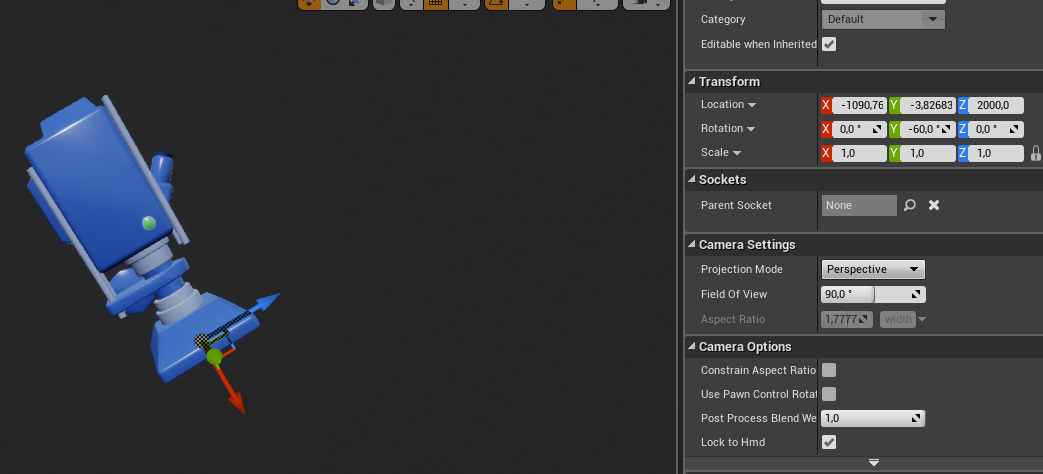 Category Default
Editable when Inherited
Transform
Location X -1090,76 Y -3,82683 Z 2000,0
Rotation X 0,0 ° Y -60,0 ° Z 0,0 °
Scale X 1,0 Y 1,0 Z 1,0
Sockets
Parent Socket None
Camera Settings
Projection Mode Perspective
Field Of View 90,0 °
Aspect Ratio 1,7777 width
Camera Options
Constrain Aspect Ratio
Use Pawn Control Rotat
Post Process Blend We 1,0
Lock to Hmd